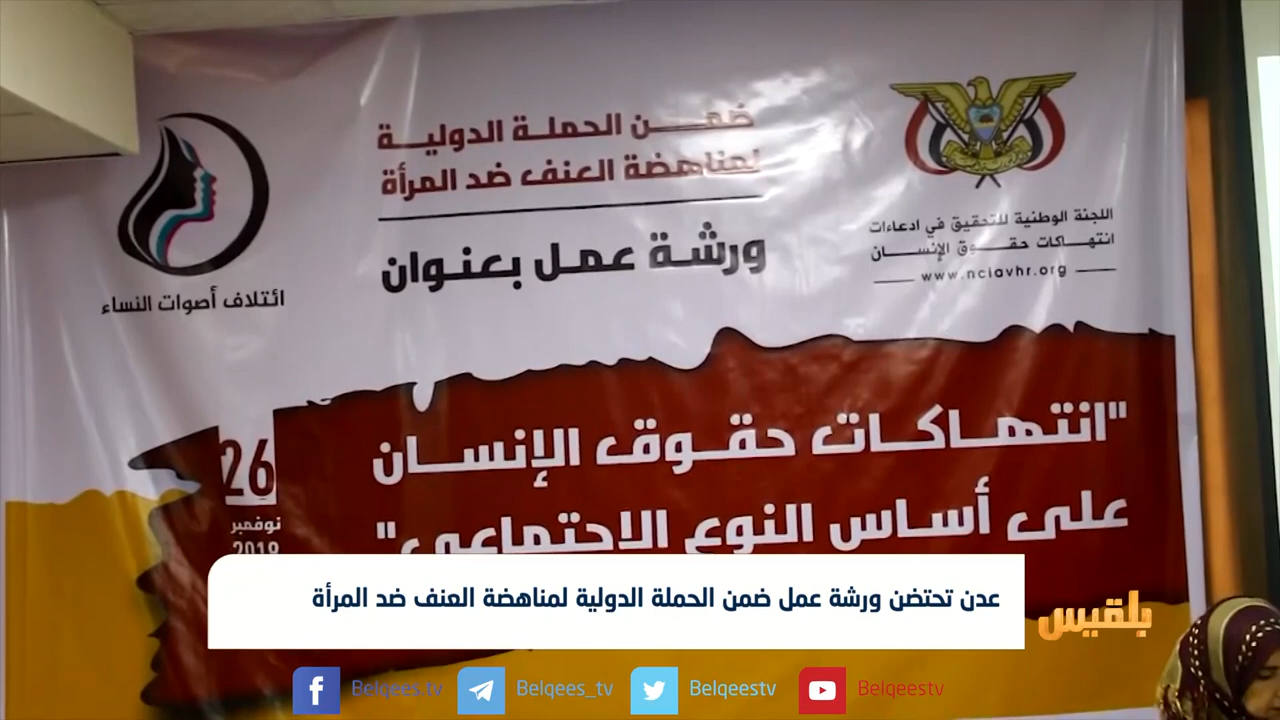 ضمن الحملة الدولية
لمناهضة العنف ضد المرأة
ورشة عمل بعنوان
اللجنة الوطنية للتحقيق في ادعاءات
انتهاكات حقوق الإنسان
www.nciavhr.org
ائتلاف أصوات النساء
"انتهاكات حقوق الإنسان
على أساس النوع الاجتماعي"
26
نوفمبر
2018
عدن تحتضن ورشة عمل ضمن الحملة الدولية لمناهضة العنف ضد المرأة
بلقيس
Belqees.tv
Belqees_tv
Belqeestv
Belqeestv